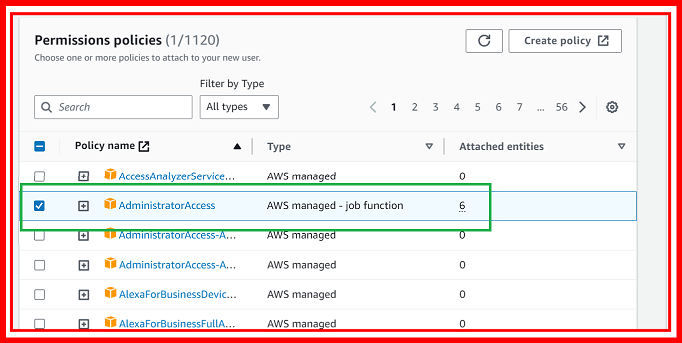 Permissions policies (1/1120)
Create policy
Choose one or more policies to attach to your new user.
Filter by Type
Search
All types
1 2 3 4 5 6 7 ... 56
Policy name Type Attached entities
AccessAnalyzerService... AWS managed 0
AdministratorAccess AWS managed - job function 6
AdministratorAccess-A... AWS managed 0
AdministratorAccess-A... AWS managed 0
AlexaForBusinessDevic... AWS managed 0
AlexaForBusinessFullA... AWS managed 0